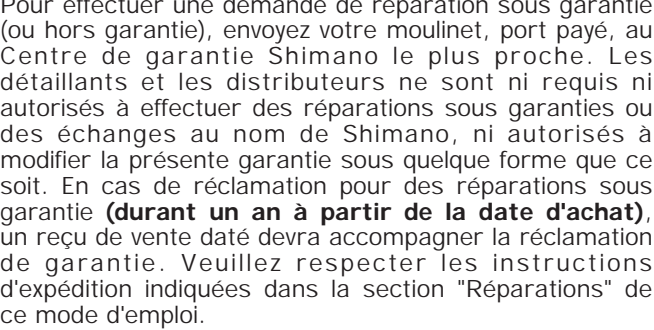 Pour effectuer une demande de réparation sous garantie
(ou hors garantie), envoyez votre moulinet, port payé, au
Centre de garantie Shimano le plus proche. Les
détaillants et les distributeurs ne sont ni requis ni
autorisés à effectuer des réparations sous garanties ou
des échanges au nom de Shimano, ni autorisés à
modifier la présente garantie sous quelque forme que ce
soit. En cas de réclamation pour des réparations sous
garantie (durant un an à partir de la date d'achat),
un reçu de vente daté devra accompagner la réclamation
de garantie. Veuillez respecter les instructions
d'expédition indiquées dans la section "Réparations" de
ce mode d'emploi.